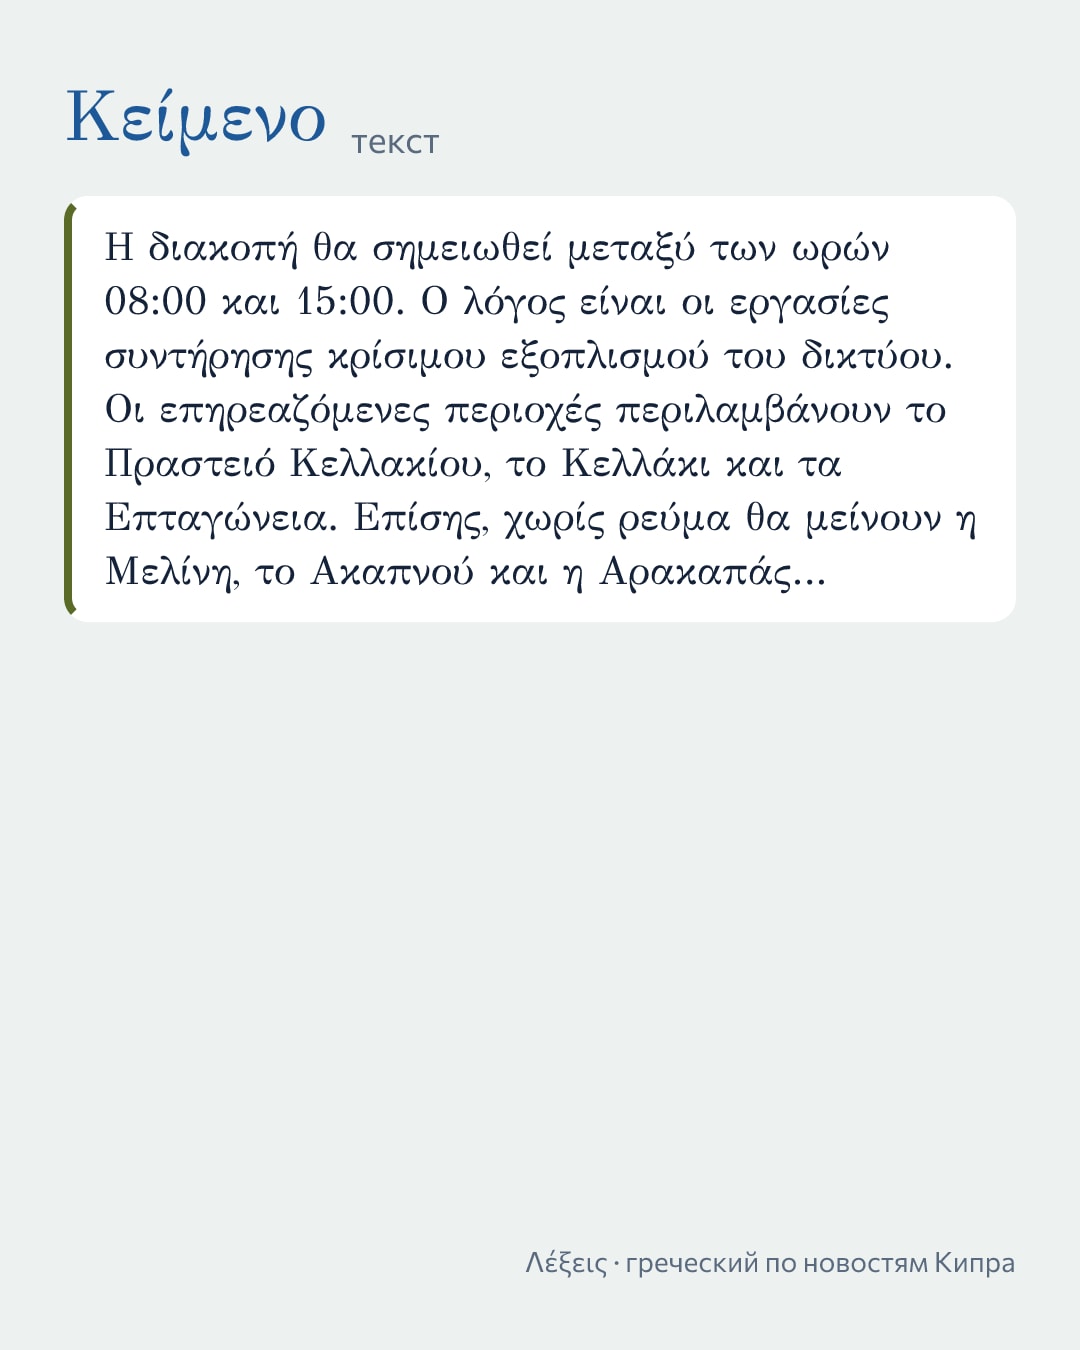 Κείμενο текст
Η διακοπή θα σημειωθεί μεταξύ των ωρών
08:00 και 15:00. Ο λόγος είναι οι εργασίες
συντήρησης κρίσιμου εξοπλισμού του δικτύου.
Οι επηρεαζόμενες περιοχές περιλαμβάνουν το
Πραστειό Κελλακίου, το Κελλάκι και τα
Επταγώνεια. Επίσης, χωρίς ρεύμα θα μείνουν η
Μελίνη, το Ακαπνού και η Αρακαπάς...
Λέξεις · греческий по новостям Кипра